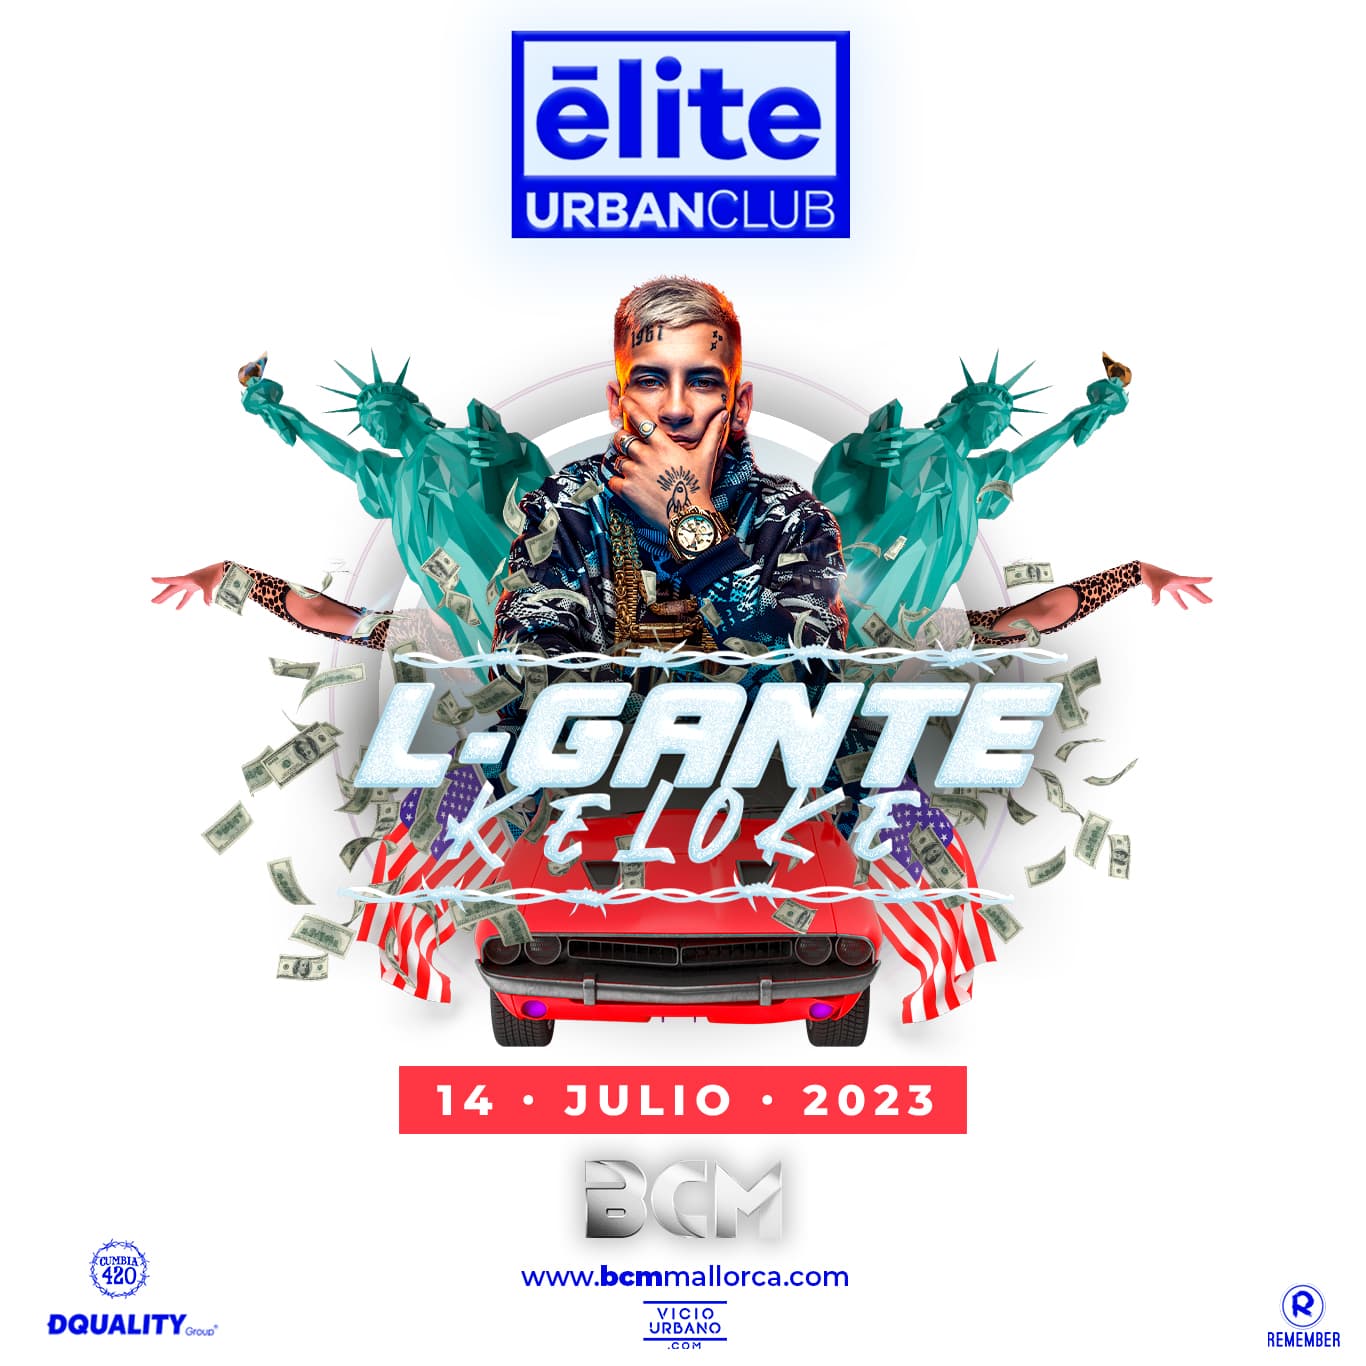 ēlite
URBANCLUB
1967
L-GANTE
KELOKE
14 · JULIO · 2023
BCM
www.bcmmallorca.com
VICIO
URBANO
.COM
CUMBIA
420
DQUALITY Group®
R
REMEMBER